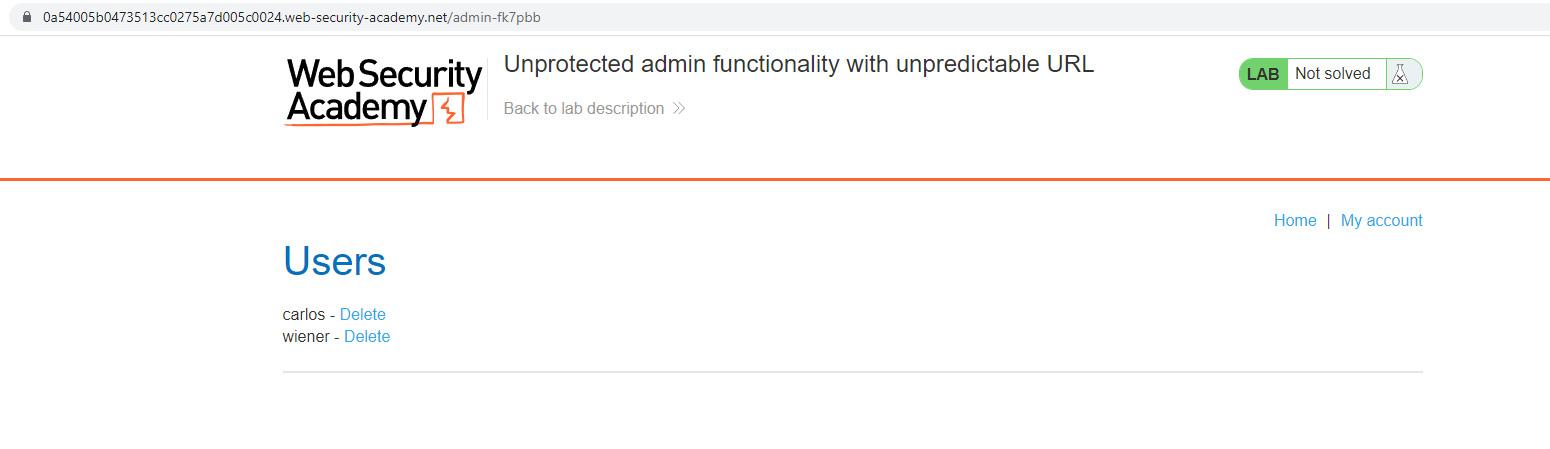 0a54005b0473513cc0275a7d005c0024.web-security-academy.net/admin-fk7pbb
Web Security
Academy
Unprotected admin functionality with unpredictable URL
Back to lab description
LAB Not solved
Home | My account
Users
carlos - Delete
wiener - Delete